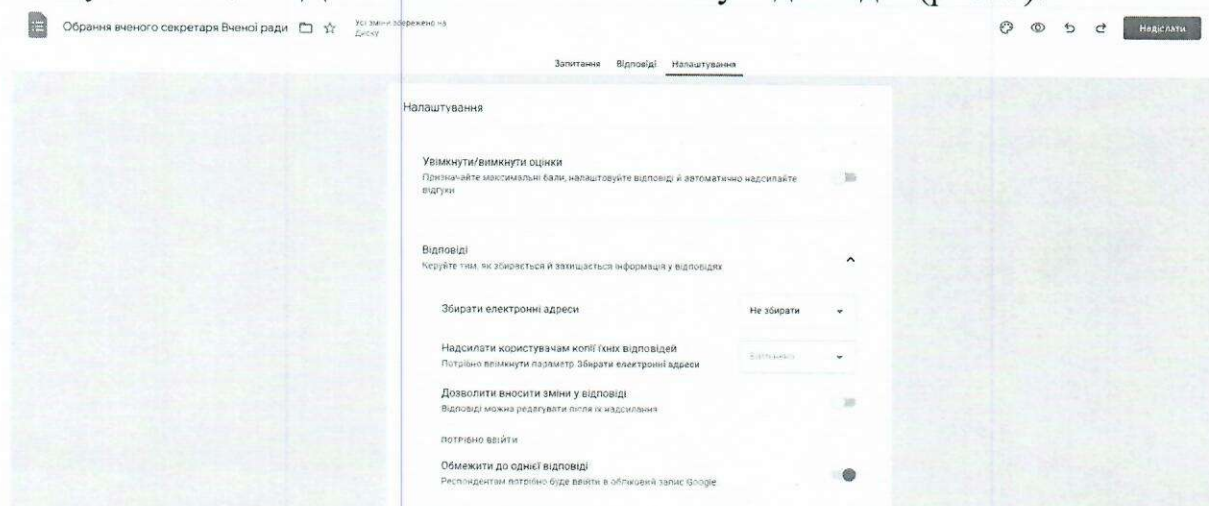 Обрання вченого секретаря Вченої ради
Усі зміни збережено на
Диску
Надіслати
Запитання Відповіді Налаштування
Налаштування
Увімкнути/вимкнути оцінки
Призначайте максимальні бали, налаштовуйте відповіді й автоматично надсилайте
відгуки
Відповіді
Керуйте тим, як збирається й захищається інформація у відповідях
Збирати електронні адреси Не збирати
Надсилати користувачам копії їхніх відповідей Вимкнено
Потрібно ввімкнути параметр Збирати електронні адреси
Дозволити вносити зміни у відповіді
Відповіді можна редагувати після їх надсилання
ПОТРІБНО ВВІЙТИ
Обмежити до однієї відповіді
Респондентам потрібно буде ввійти в обліковий запис Google